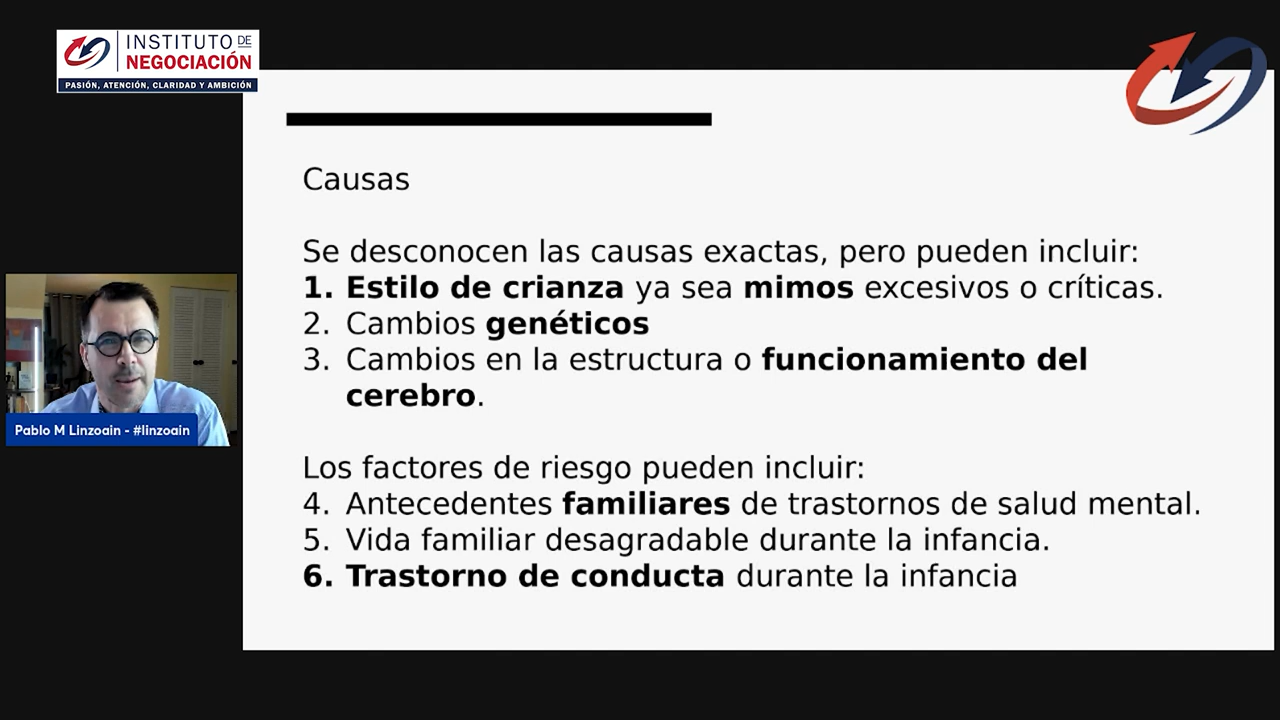 INSTITUTO DE
NEGOCIACIÓN
PASIÓN, ATENCIÓN, CLARIDAD Y AMBICIÓN
Causas
Se desconocen las causas exactas, pero pueden incluir:
1. Estilo de crianza ya sea mimos excesivos o críticas.
2. Cambios genéticos
3. Cambios en la estructura o funcionamiento del
cerebro.
Los factores de riesgo pueden incluir:
4. Antecedentes familiares de trastornos de salud mental.
5. Vida familiar desagradable durante la infancia.
6. Trastorno de conducta durante la infancia
Pablo M Linzoain - #linzoain